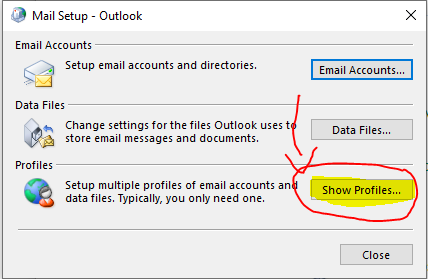 Mail Setup - Outlook
Email Accounts
Setup email accounts and directories.
Email Accounts...
Data Files
Change settings for the files Outlook uses to
store email messages and documents.
Data Files...
Profiles
Setup multiple profiles of email accounts and
data files. Typically, you only need one.
Show Profiles...
Close